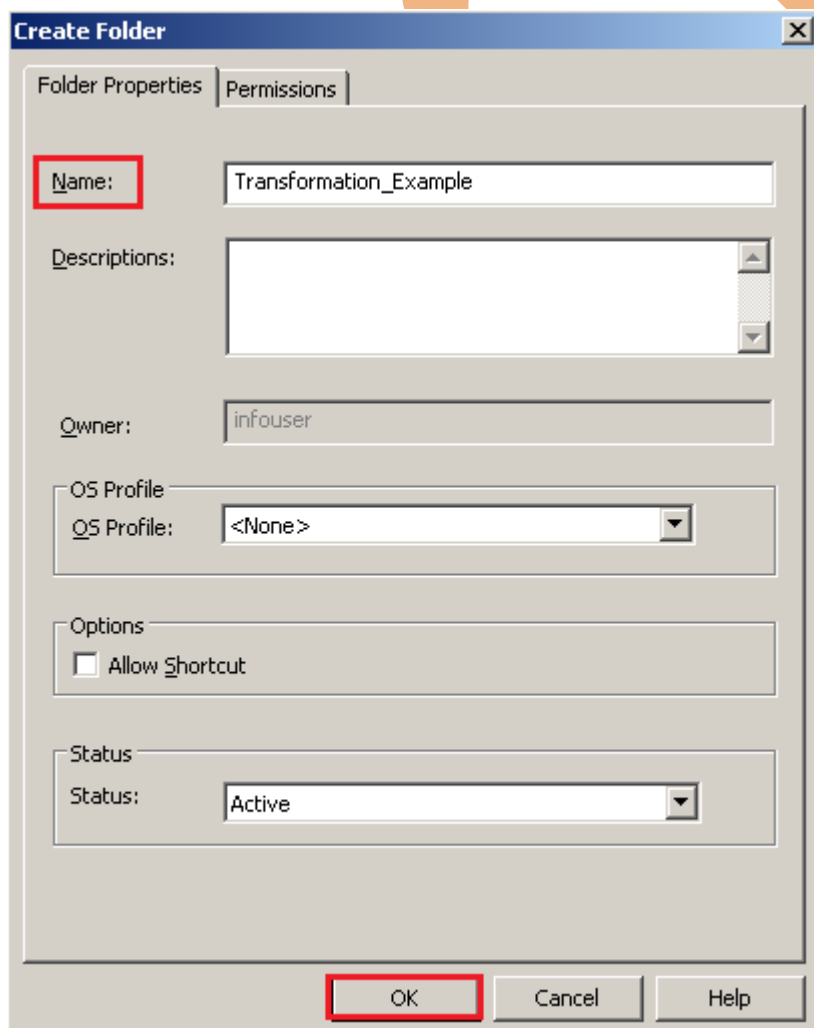 Create Folder
Folder Properties Permissions
Name: Transformation_Example
Descriptions:
Owner: infouser
OS Profile
OS Profile: <None>
Options
Allow Shortcut
Status
Status: Active
OK Cancel Help